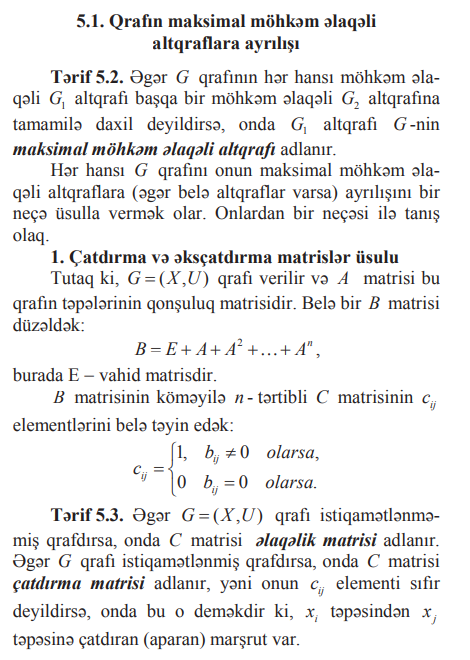 5.1. Qrafın maksimal möhkəm əlaqəli
altqraflara ayrılışı
Tərif 5.2. Əgər G qrafının hər hansı möhkəm əla-
qəli G₁ altqrafı başqa bir möhkəm əlaqəli G₂ altqrafına
tamamilə daxil deyildirsə, onda G₁ altqrafı G-nin
maksimal möhkəm əlaqəli altqrafı adlanır.
Hər hansı G qrafını onun maksimal möhkəm əla-
qəli altqraflara (əgər belə altqraflar varsa) ayrılışını bir
neçə üsulla vermək olar. Onlardan bir neçəsi ilə tanış
olaq.
1. Çatdırma və əksçatdırma matrislər üsulu
Tutaq ki, G = (X,U) qrafı verilir və A matrisi bu
qrafın təpələrinin qonşuluq matrisidir. Belə bir B matrisi
düzəldək:
B = E + A + A² + … + Aⁿ,
burada E – vahid matrisdir.
B matrisinin köməyilə n - tərtibli C matrisinin cᵢⱼ
elementlərini belə təyin edək:
cᵢⱼ = {1, bᵢⱼ ≠ 0 olarsa,
0 bᵢⱼ = 0 olarsa.
Tərif 5.3. Əgər G = (X,U) qrafı istiqamətlənmə-
miş qrafdırsa, onda C matrisi əlaqəlik matrisi adlanır.
Əgər G qrafı istiqamətlənmiş qrafdırsa, onda C matrisi
çatdırma matrisi adlanır, yəni onun cᵢⱼ elementi sıfır
deyildirsə, onda bu o deməkdir ki, xᵢ təpəsindən xⱼ
təpəsinə çatdıran (aparan) marşrut var.